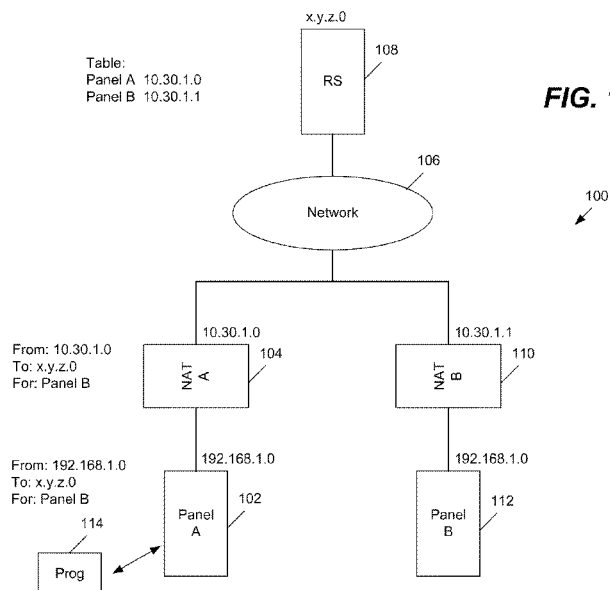 x.y.z.0
Table:
Panel A 10.30.1.0
Panel B 10.30.1.1
RS
108
FIG.
106
Network
100
10.30.1.0
10.30.1.1
From: 10.30.1.0
To: x.y.z.0
For: Panel B
NAT
A
104
NAT
B
110
192.168.1.0
192.168.1.0
From: 192.168.1.0
To: x.y.z.0
For: Panel B
Panel
A
102
Panel
B
112
114
Prog